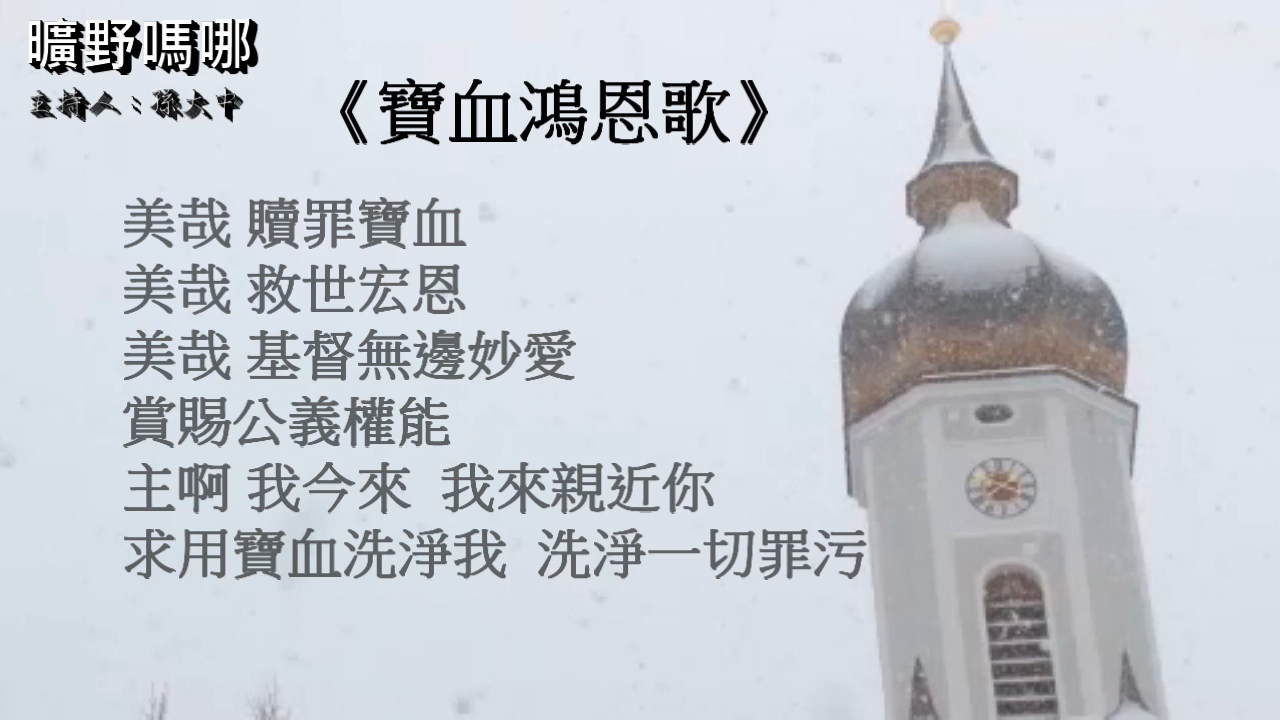 曠野嗎哪
主持人：孫大中
《寶血鴻恩歌》
美哉 贖罪寶血
美哉 救世宏恩
美哉 基督無邊妙愛
賞賜公義權能
主啊 我今來 我來親近你
求用寶血洗淨我 洗淨一切罪污